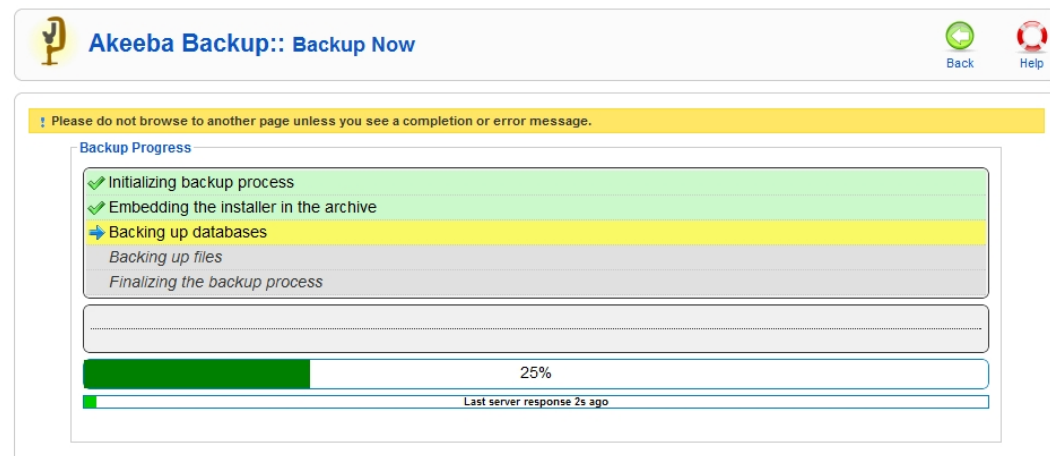 Akeeba Backup:: Backup Now
Back
Help
! Please do not browse to another page unless you see a completion or error message.
Backup Progress
Initializing backup process
Embedding the installer in the archive
Backing up databases
Backing up files
Finalizing the backup process
25%
Last server response 2s ago